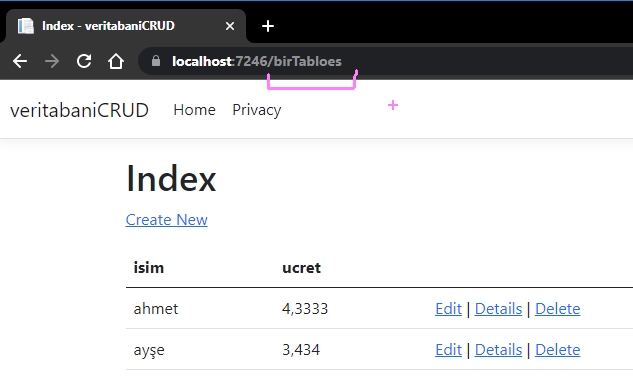 Index - veritabaniCRUD
localhost:7246/birTabloes
veritabaniCRUD Home Privacy
Index
Create New
isim ucret
ahmet 4,3333 Edit | Details | Delete
ayşe 3,434 Edit | Details | Delete